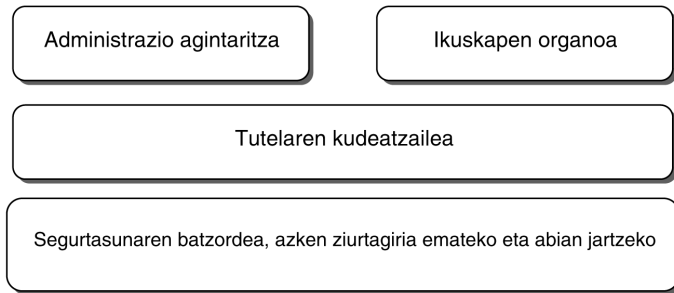 Administrazio agintaritza
Ikuskapen organoa
Tutelaren kudeatzailea
Segurtasunaren batzordea, azken ziurtagiria emateko eta abian jartzeko